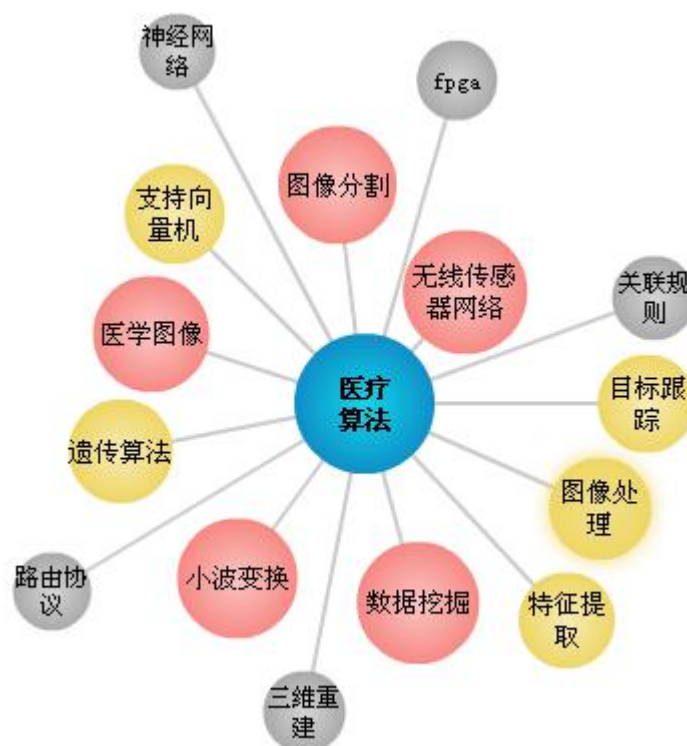 神经网
络
fpga
图像分割
支持向
量机
无线传感
器网络
关联规
则
医学图像
医疗
算法
目标跟
踪
遗传算法
图像处
理
路由协
议
小波变换
数据挖掘
特征提
取
三维重
建